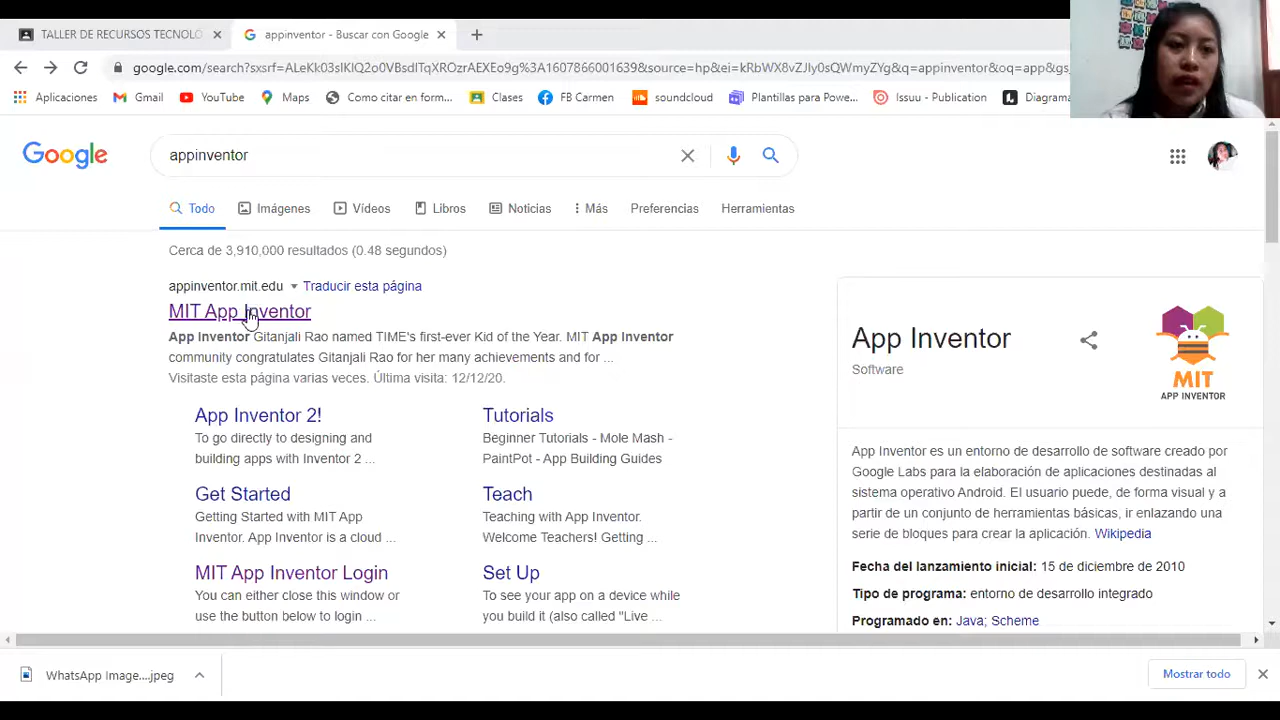 TALLER DE RECURSOS TECNOLO
appinventor - Buscar con Google
google.com/search?sxsrf=ALeKk03slKIQ2o0VBsdlTqXROzrAEXEo9g%3A1607866001639&source=hp&ei=kRbWX8vZJIy0sQWmyZYg&q=appinventor&oq=app&gs_
Aplicaciones
Gmail
YouTube
Maps
Como citar en form...
Clases
FB Carmen
soundcloud
Plantillas para Powe...
Issuu - Publication
Diagrama
Google
appinventor
Todo
Imágenes
Vídeos
Libros
Noticias
Más
Preferencias
Herramientas
Cerca de 3,910,000 resultados (0.48 segundos)
appinventor.mit.edu ▾ Traducir esta página
MIT App Inventor
App Inventor Gitanjali Rao named TIME's first-ever Kid of the Year. MIT App Inventor
community congratulates Gitanjali Rao for her many achievements and for ...
Visitaste esta página varias veces. Última visita: 12/12/20.
App Inventor 2!
To go directly to designing and
building apps with Inventor 2 ...
Tutorials
Beginner Tutorials - Mole Mash -
PaintPot - App Building Guides
Get Started
Getting Started with MIT App
Inventor. App Inventor is a cloud ...
Teach
Teaching with App Inventor.
Welcome Teachers! Getting ...
MIT App Inventor Login
You can either close this window or
use the button below to login ...
Set Up
To see your app on a device while
you build it (also called "Live ...
App Inventor
Software
MIT
APP INVENTOR
App Inventor es un entorno de desarrollo de software creado por
Google Labs para la elaboración de aplicaciones destinadas al
sistema operativo Android. El usuario puede, de forma visual y a
partir de un conjunto de herramientas básicas, ir enlazando una
serie de bloques para crear la aplicación. Wikipedia
Fecha del lanzamiento inicial: 15 de diciembre de 2010
Tipo de programa: entorno de desarrollo integrado
Programado en: Java; Scheme
WhatsApp Image....jpeg
Mostrar todo